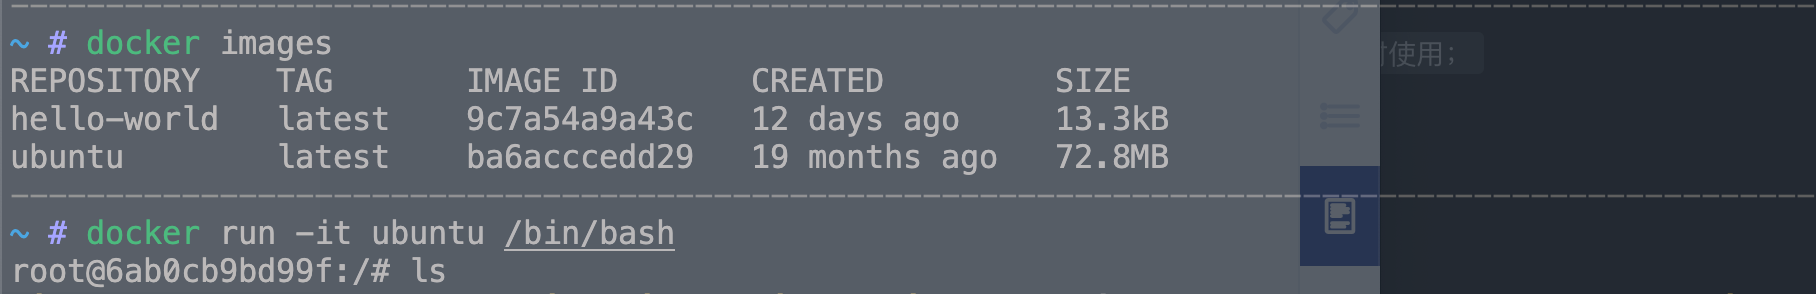 ~ # docker images
REPOSITORY TAG IMAGE ID CREATED SIZE
hello-world latest 9c7a54a9a43c 12 days ago 13.3kB
ubuntu latest ba6acccedd29 19 months ago 72.8MB
~ # docker run -it ubuntu /bin/bash
root@6ab0cb9bd99f:/# ls
使用;